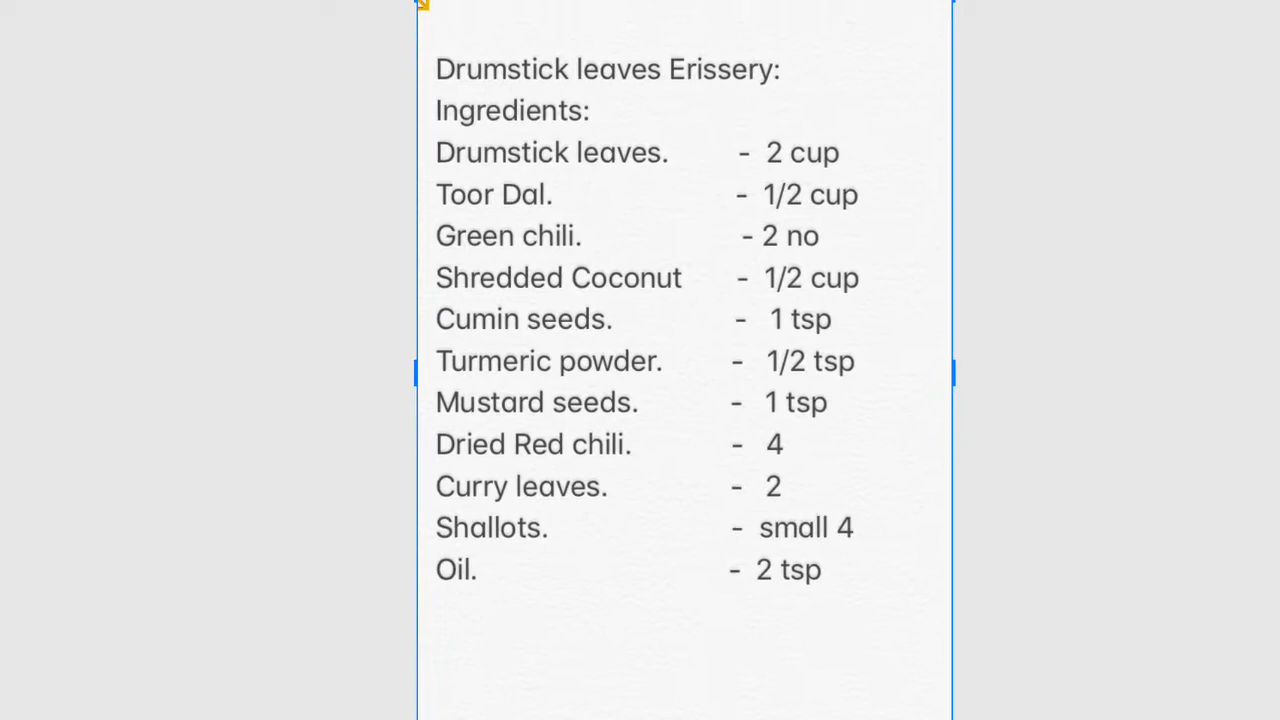 Drumstick leaves Erissery:
Ingredients:
Drumstick leaves. - 2 cup
Toor Dal. - 1/2 cup
Green chili. - 2 no
Shredded Coconut - 1/2 cup
Cumin seeds. - 1 tsp
Turmeric powder. - 1/2 tsp
Mustard seeds. - 1 tsp
Dried Red chili. - 4
Curry leaves. - 2
Shallots. - small 4
Oil. - 2 tsp